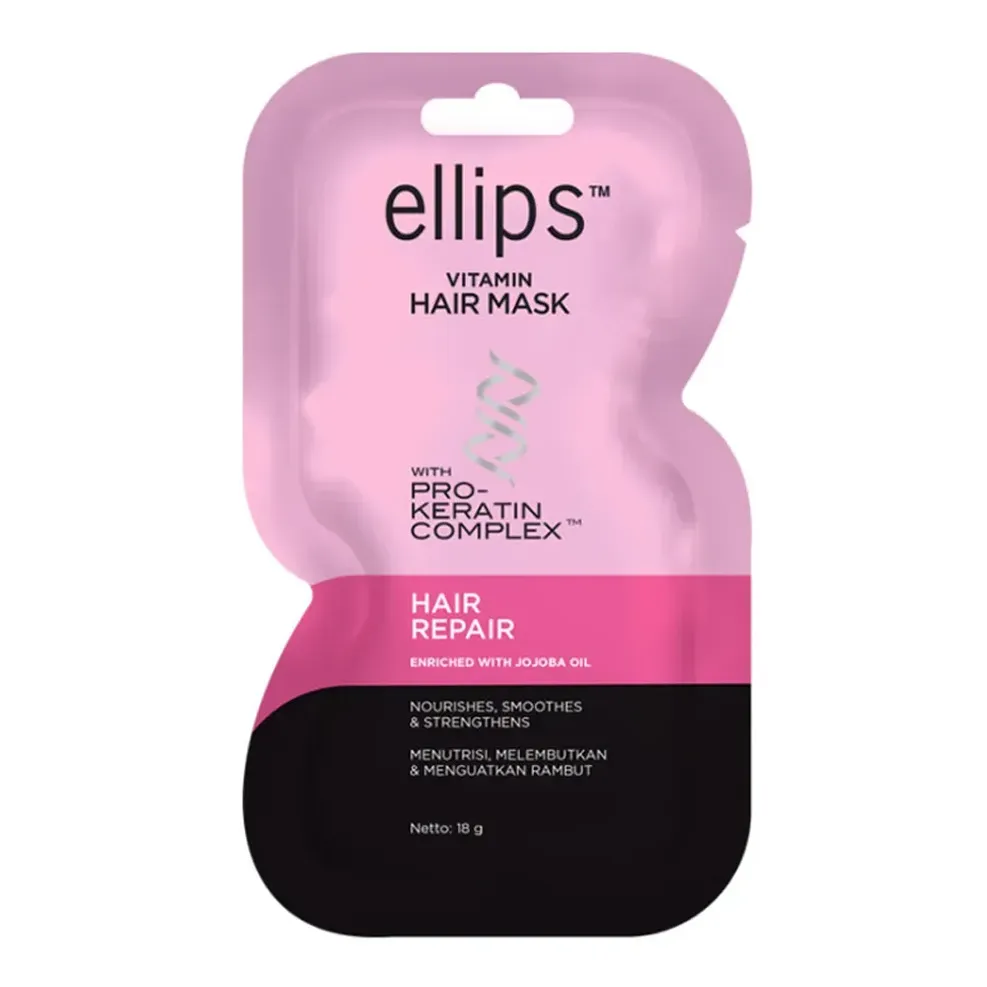 ellips™
VITAMIN
HAIR MASK
WITH
PRO-
KERATIN
COMPLEX™
HAIR
REPAIR
ENRICHED WITH JOJOBA OIL
NOURISHES, SMOOTHES
& STRENGTHENS
MENUTRISI, MELEMBUTKAN
& MENGUATKAN RAMBUT
Netto: 18 g